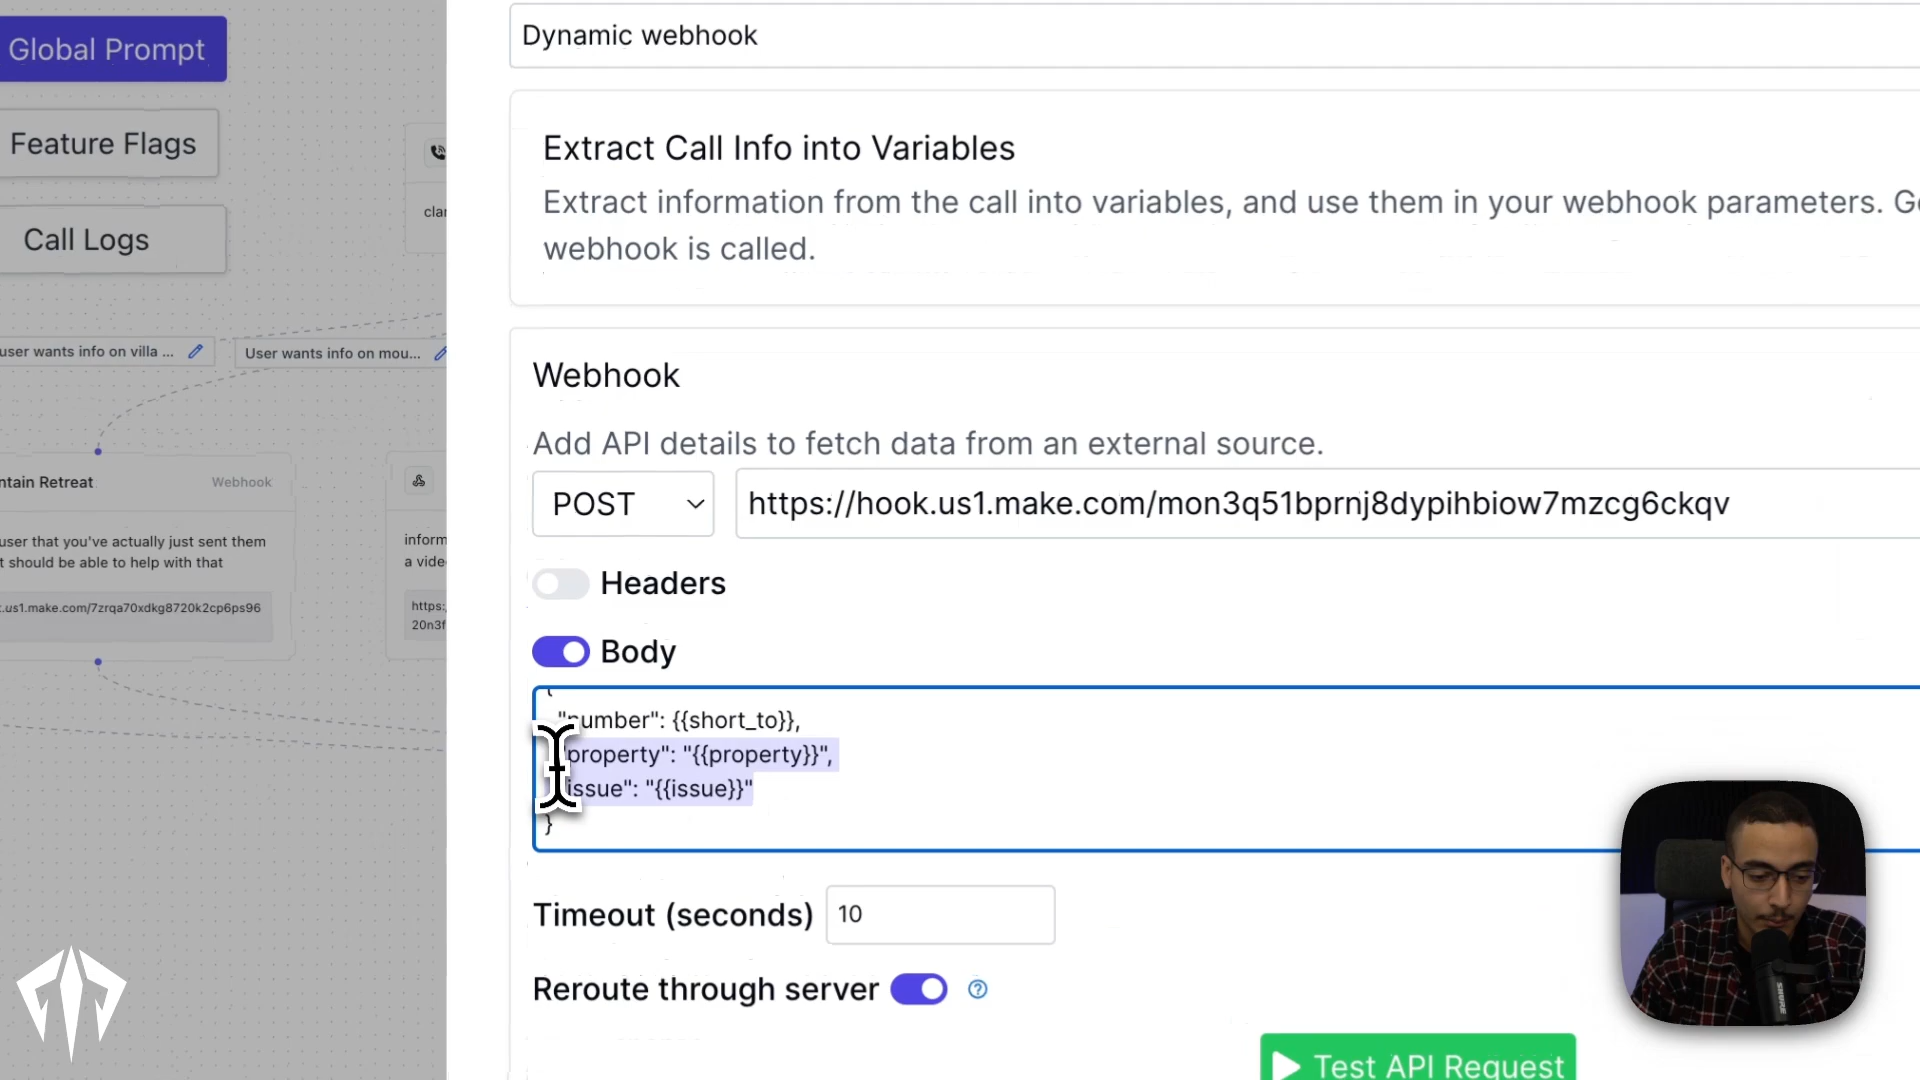 Global Prompt
Feature Flags
Call Logs
clar
user wants info on villa ...
User wants info on mou...
ntain Retreat
Webhook
user that you've actually just sent them
t should be able to help with that
.us1.make.com/7zrqa70xdkg8720k2cp6ps96
inform
a vide
https:
20n3f
Dynamic webhook
Extract Call Info into Variables
Extract information from the call into variables, and use them in your webhook parameters. Ge
webhook is called.
Webhook
Add API details to fetch data from an external source.
POST
https://hook.us1.make.com/mon3q51bprnj8dypihbiow7mzcg6ckqv
Headers
Body
{
"number": {{short_to}},
"property": "{{property}}",
"issue": "{{issue}}"
}
Timeout (seconds)
10
Reroute through server
?
Test API Request
SHURE